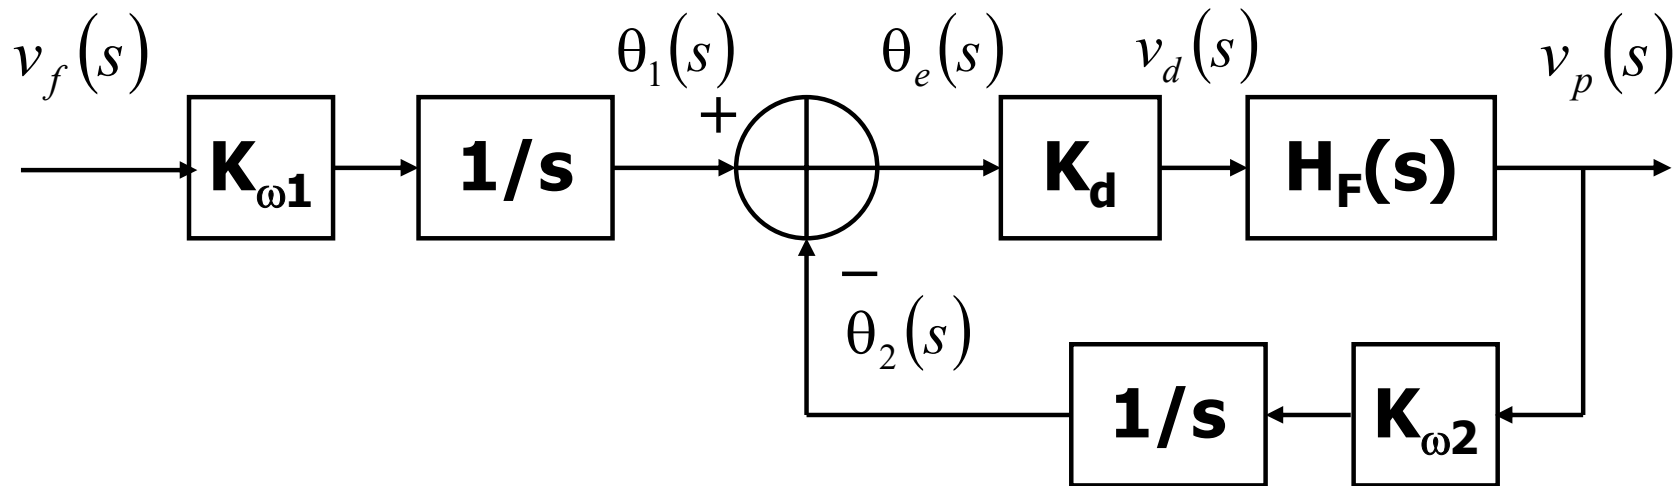 v_f(s) θ_1(s) θ_e(s) v_d(s) v_p(s)
+
K_ω1 1/s K_d H_F(s)
−
θ_2(s)
1/s K_ω2